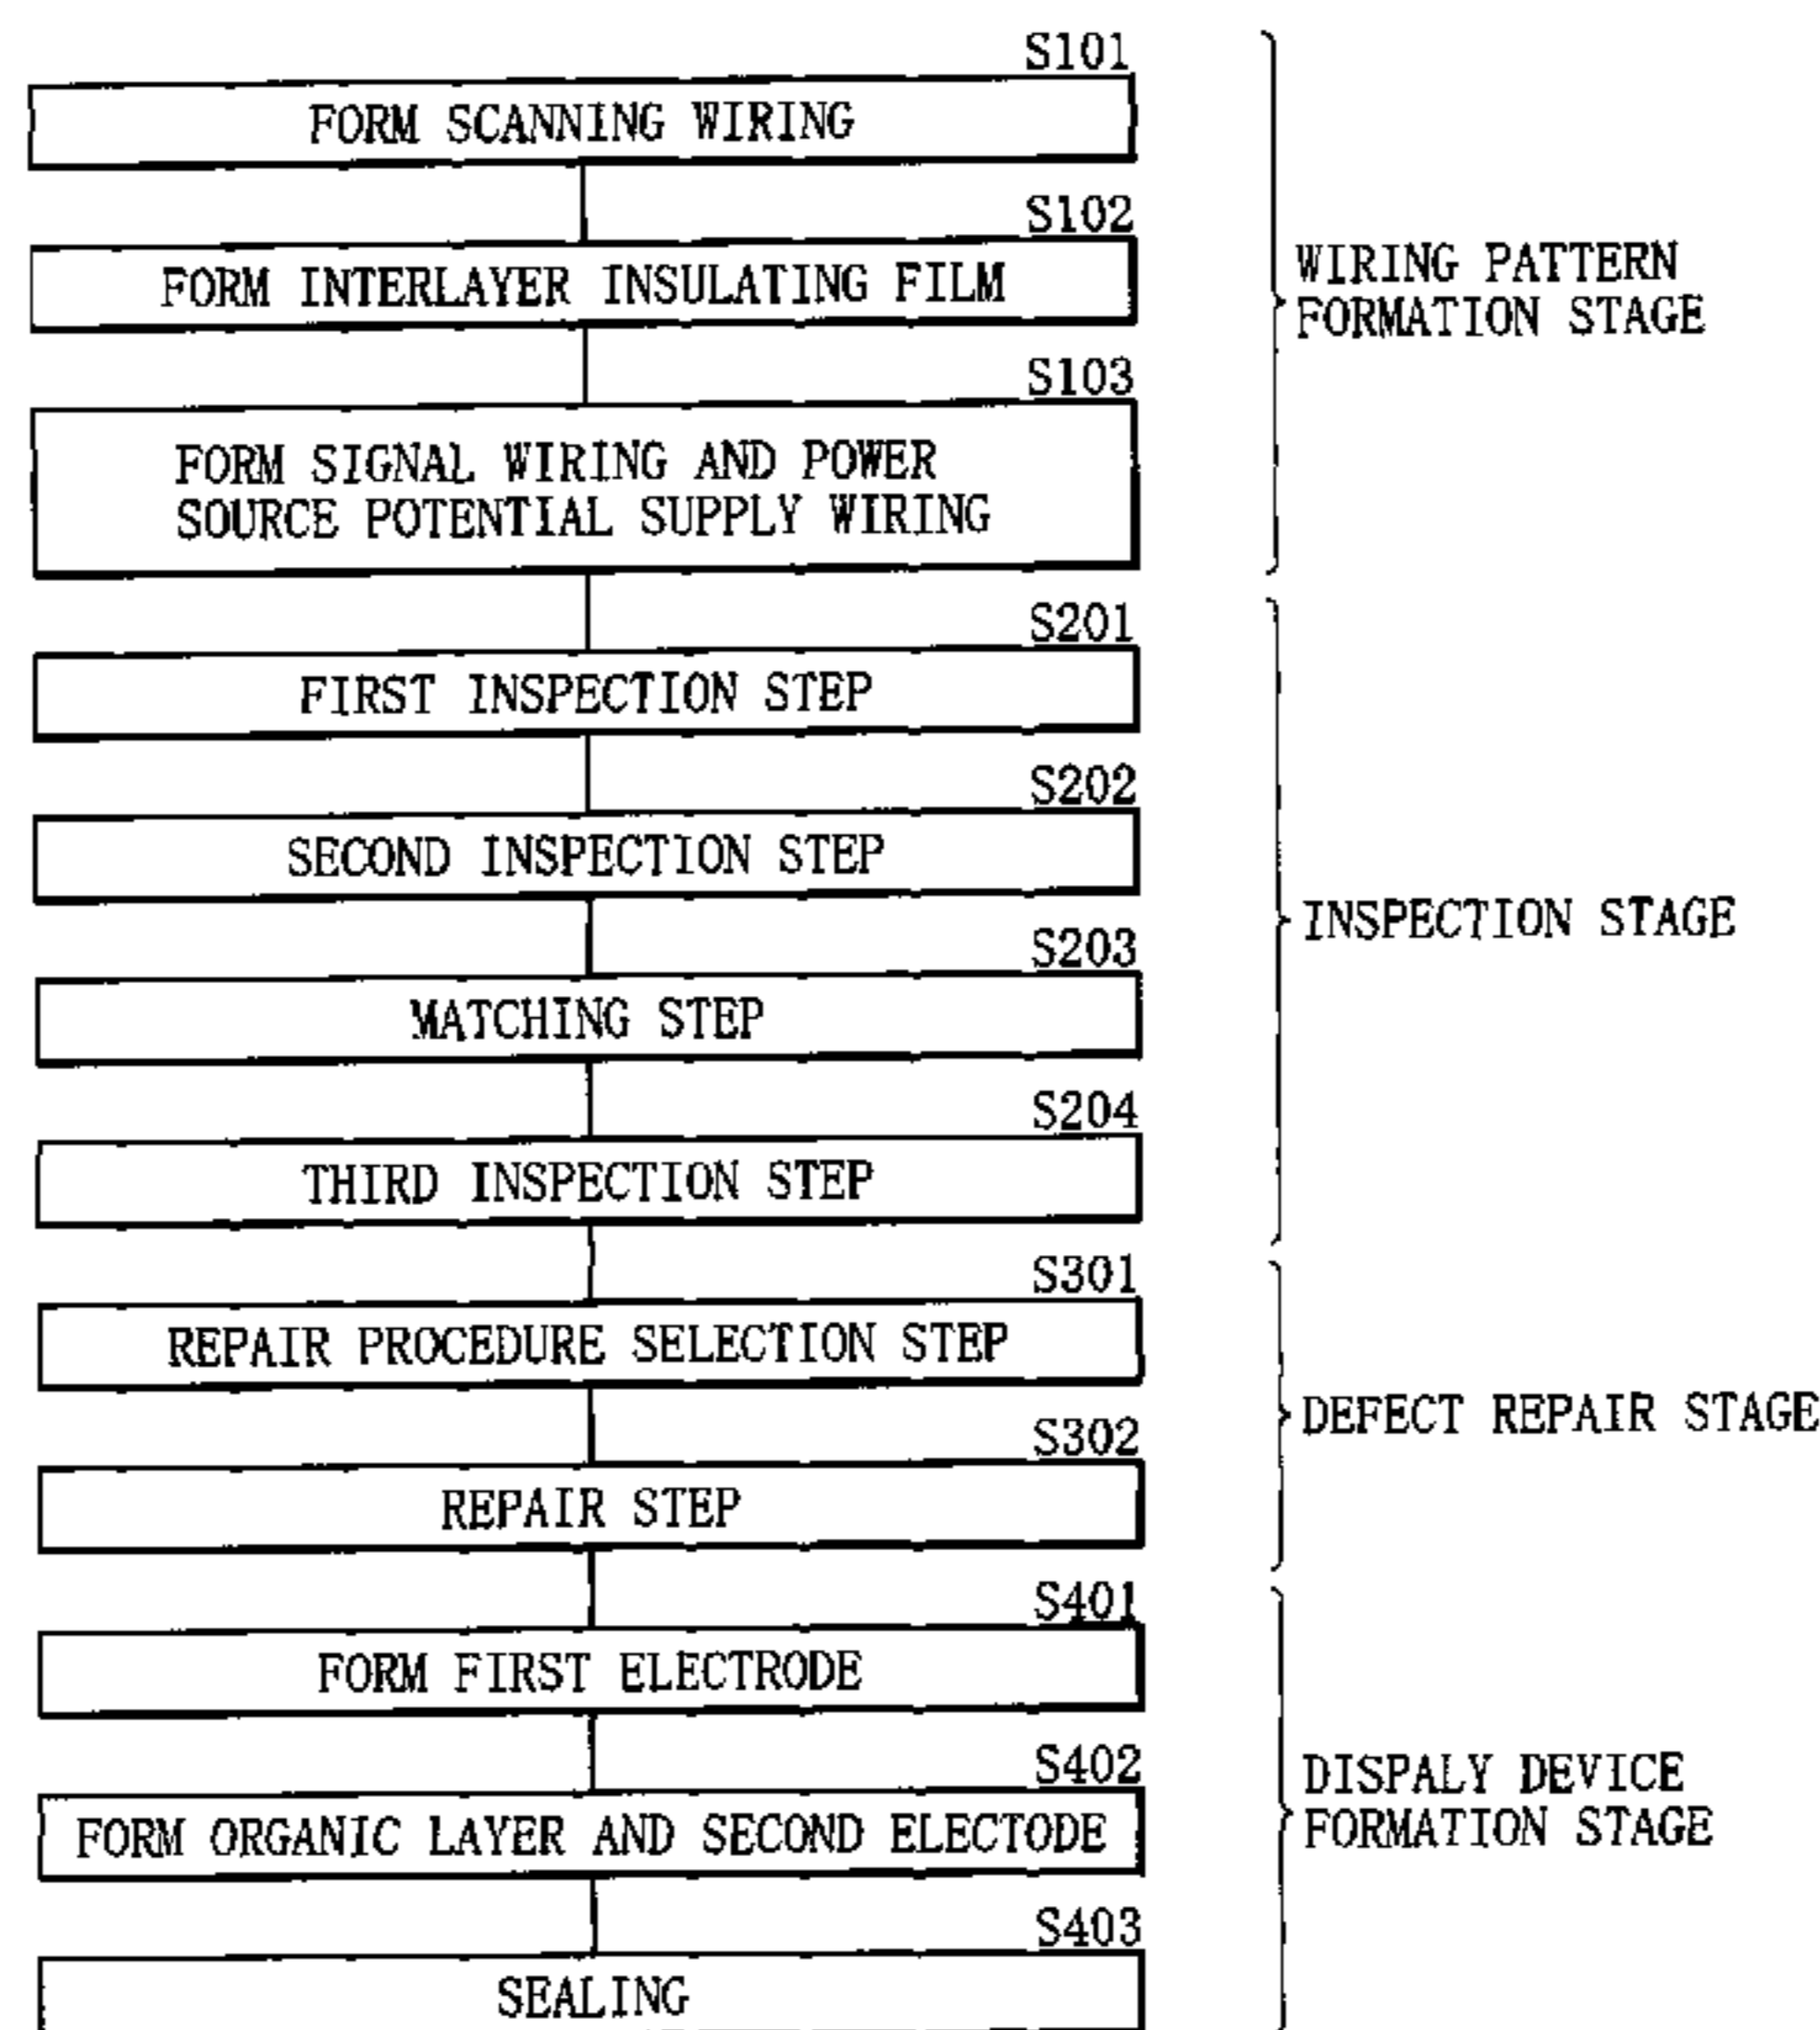 S101
FORM SCANNING WIRING
S102
FORM INTERLAYER INSULATING FILM
WIRING PATTERN
FORMATION STAGE
S103
FORM SIGNAL WIRING AND POWER
SOURCE POTENTIAL SUPPLY WIRING
S201
FIRST INSPECTION STEP
S202
SECOND INSPECTION STEP
INSPECTION STAGE
S203
MATCHING STEP
S204
THIRD INSPECTION STEP
S301
REPAIR PROCEDURE SELECTION STEP
DEFECT REPAIR STAGE
S302
REPAIR STEP
S401
FORM FIRST ELECTRODE
S402
FORM ORGANIC LAYER AND SECOND ELECTODE
DISPALY DEVICE
FORMATION STAGE
S403
SEALING